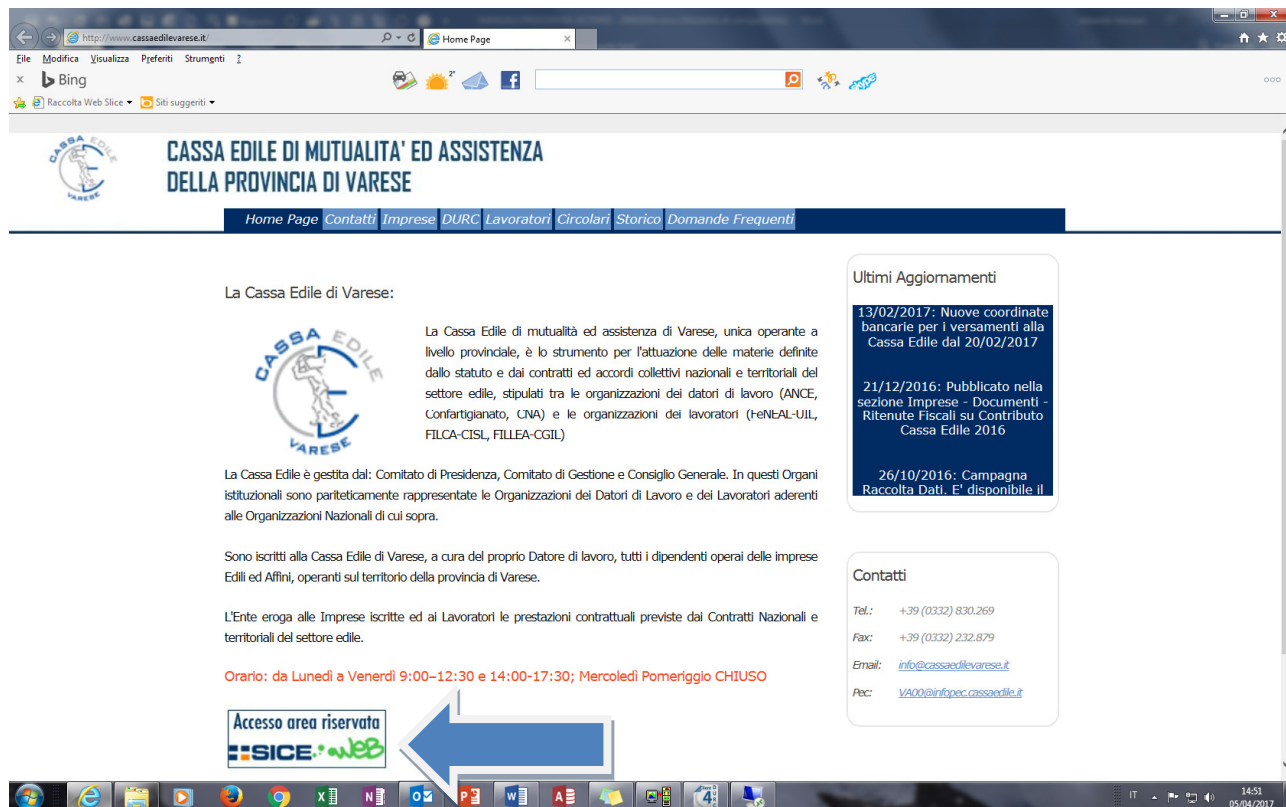 http://www.cassaedilevarese.it/
Home Page
File Modifica Visualizza Preferiti Strumenti ?
Bing
2°
Raccolta Web Slice
Siti suggeriti
CASSA EDILE
VARESE
CASSA EDILE DI MUTUALITA' ED ASSISTENZA
DELLA PROVINCIA DI VARESE
Home Page Contatti Imprese DURC Lavoratori Circolari Storico Domande Frequenti
La Cassa Edile di Varese:
CASSA EDILE
VARESE
La Cassa Edile di mutualità ed assistenza di Varese, unica operante a
livello provinciale, è lo strumento per l'attuazione delle materie definite
dallo statuto e dai contratti ed accordi collettivi nazionali e territoriali del
settore edile, stipulati tra le organizzazioni dei datori di lavoro (ANCE,
Confartigianato, CNA) e le organizzazioni dei lavoratori (FeNEAL-UIL,
FILCA-CISL, FILLEA-CGIL)
La Cassa Edile è gestita dal: Comitato di Presidenza, Comitato di Gestione e Consiglio Generale. In questi Organi
istituzionali sono pariteticamente rappresentate le Organizzazioni dei Datori di Lavoro e dei Lavoratori aderenti
alle Organizzazioni Nazionali di cui sopra.
Sono iscritti alla Cassa Edile di Varese, a cura del proprio Datore di lavoro, tutti i dipendenti operai delle imprese
Edili ed Affini, operanti sul territorio della provincia di Varese.
L'Ente eroga alle Imprese iscritte ed ai Lavoratori le prestazioni contrattuali previste dai Contratti Nazionali e
territoriali del settore edile.
Orario: da Lunedì a Venerdì 9:00–12:30 e 14:00-17:30; Mercoledì Pomeriggio CHIUSO
Accesso area riservata
SICE web
Ultimi Aggiornamenti
13/02/2017: Nuove coordinate
bancarie per i versamenti alla
Cassa Edile dal 20/02/2017
21/12/2016: Pubblicato nella
sezione Imprese - Documenti -
Ritenute Fiscali su Contributo
Cassa Edile 2016
26/10/2016: Campagna
Raccolta Dati. E' disponibile il
Contatti
Tel.: +39 (0332) 830.269
Fax: +39 (0332) 232.879
Email: info@cassaedilevarese.it
Pec: VA00@infopec.cassaedile.it
IT
14:51
05/04/2017